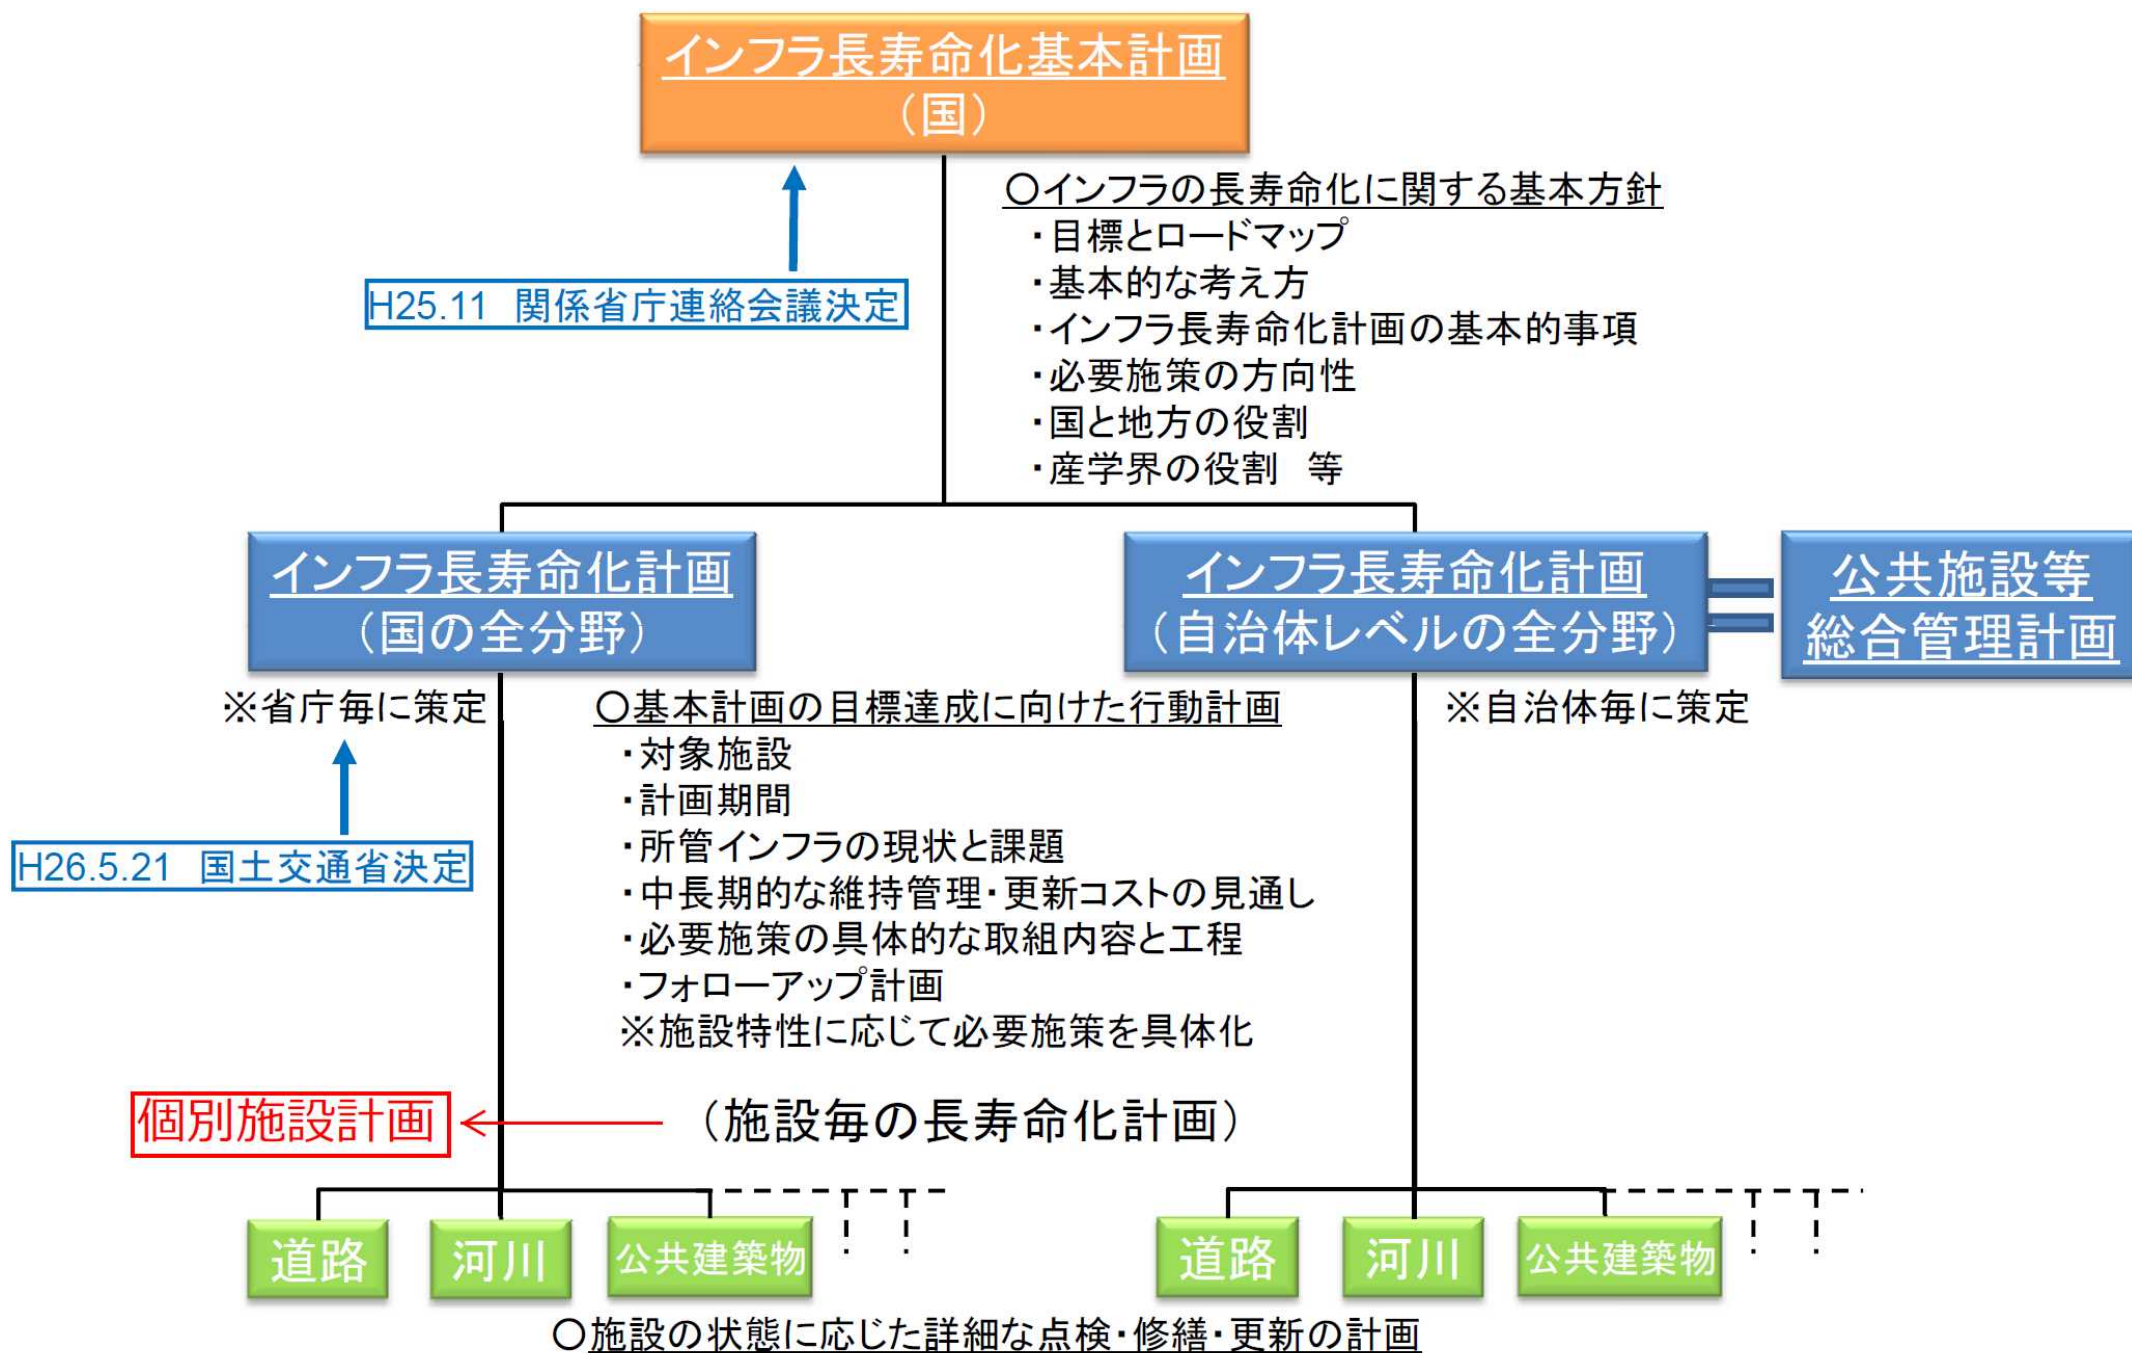 インフラ長寿命化基本計画
（国）
〇インフラの長寿命化に関する基本方針
・目標とロードマップ
・基本的な考え方
・インフラ長寿命化計画の基本的事項
・必要施策の方向性
・国と地方の役割
・産学界の役割　等
H25.11　関係省庁連絡会議決定
インフラ長寿命化計画
（国の全分野）
インフラ長寿命化計画
（自治体レベルの全分野）
公共施設等
総合管理計画
※省庁毎に策定
〇基本計画の目標達成に向けた行動計画
・対象施設
・計画期間
・所管インフラの現状と課題
・中長期的な維持管理・更新コストの見通し
・必要施策の具体的な取組内容と工程
・フォローアップ計画
※施設特性に応じて必要施策を具体化
※自治体毎に策定
H26.5.21　国土交通省決定
個別施設計画
（施設毎の長寿命化計画）
道路
河川
公共建築物
道路
河川
公共建築物
〇施設の状態に応じた詳細な点検・修繕・更新の計画